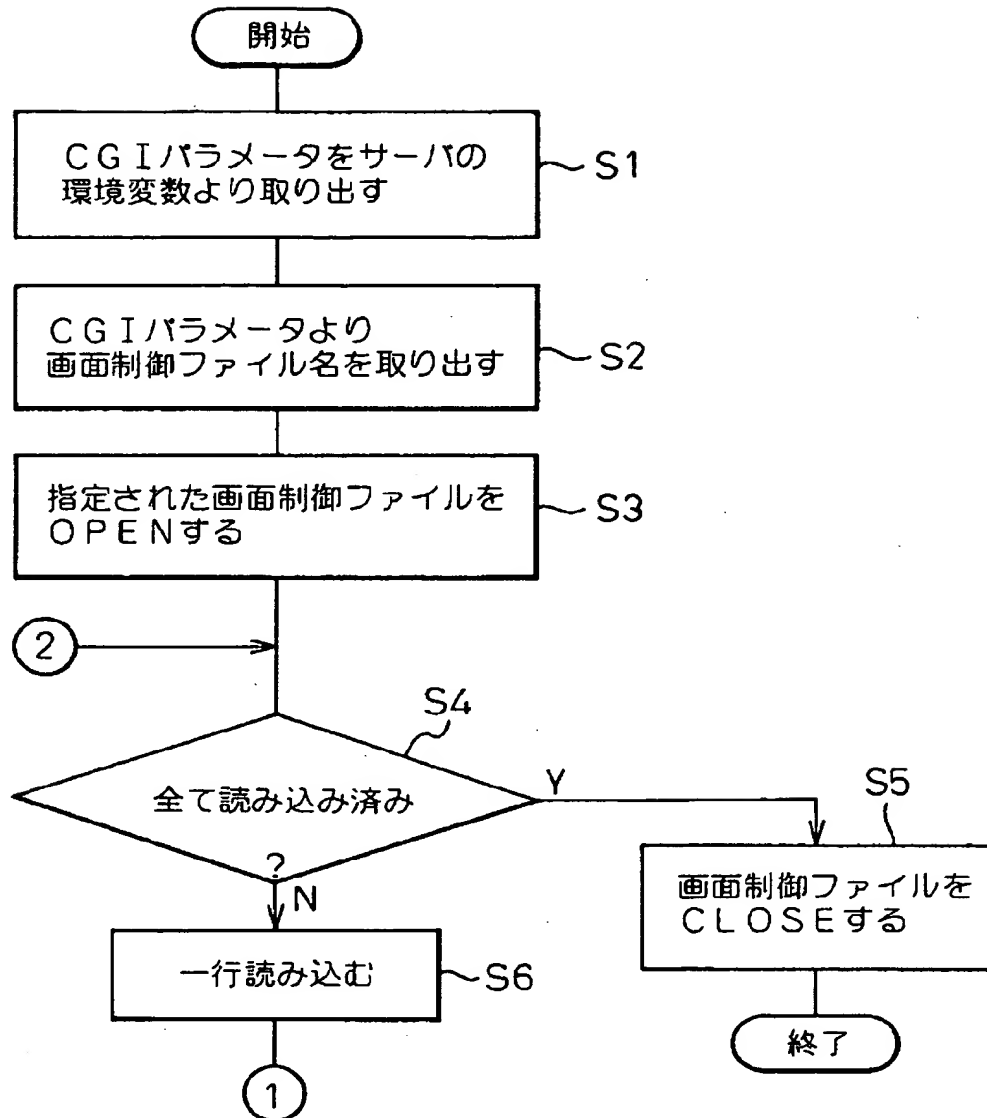 開始
CGIパラメータをサーバの
環境変数より取り出す
S1
CGIパラメータより
画面制御ファイル名を取り出す
S2
指定された画面制御ファイルを
OPENする
S3
2
S4
全て読み込み済み
?
Y
N
S5
画面制御ファイルを
CLOSEする
一行読み込む
S6
終了
1